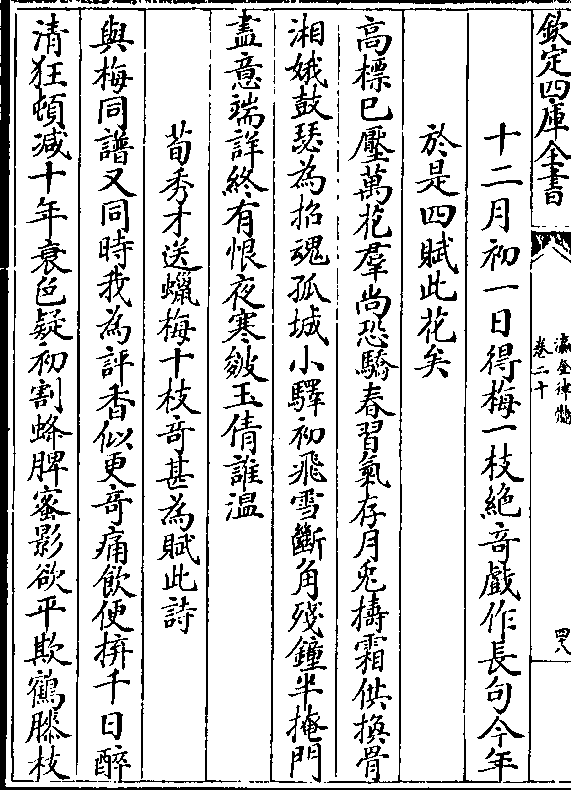 欽定四庫全書
瀛奎律髓
卷二十
四八
十二月初一日得梅一枝絶奇戲作長句今年
於是四賦此花矣
高標已壓萬花羣尚恐驕春習氣存月兎擣霜供換骨
湘娥鼓瑟為招魂孤城小驛初飛雪斷角殘鐘半掩門
盡意端詳終有恨夜寒皴玉倩誰溫
荀秀才送蠟梅十枝竒甚為賦此詩
與梅同譜又同時我為評香似更竒痛飲便拚千日醉
清狂頓減十年衰色疑初割蜂脾蜜影欲平欺鶴膝枝